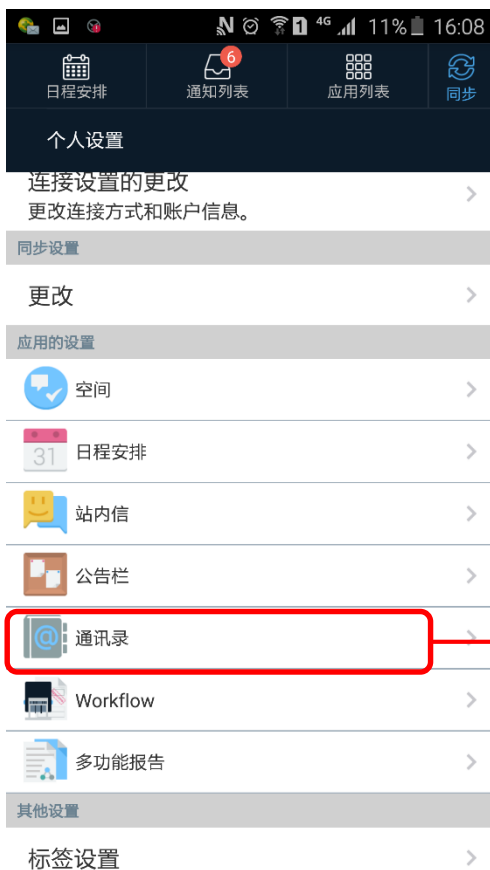 4G 11% 16:08
6
日程安排 通知列表 应用列表 同步
个人设置
连接设置的更改
更改连接方式和账户信息。
同步设置
更改
应用的设置
空间
31 日程安排
站内信
公告栏
@ 通讯录
Workflow
多功能报告
其他设置
标签设置